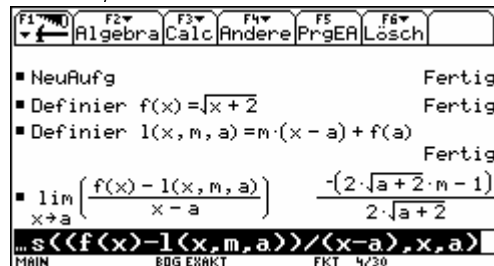 F1 F2 F3 F4 F5 F6
Algebra Calc Andere PrgEA Lösch
▪ NeuAufg Fertig
▪ Definier f(x)=√x + 2 Fertig
▪ Definier l(x,m,a)=m·(x - a)+f(a)
Fertig
▪ lim x→a ((f(x) - l(x,m,a))/(x - a)) -(2·√a + 2·m - 1)/(2·√a + 2)
…s((f(x)-l(x,m,a))/(x-a),x,a)
MAIN BOG EXAKT FKT 4/30